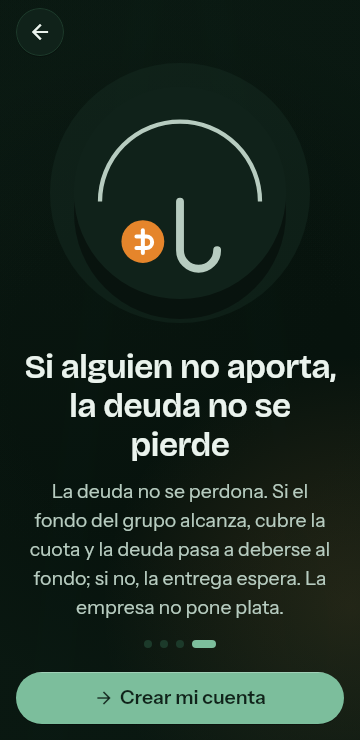 Si alguien no aporta,
la deuda no se
pierde
La deuda no se perdona. Si el
fondo del grupo alcanza, cubre la
cuota y la deuda pasa a deberse al
fondo; si no, la entrega espera. La
empresa no pone plata.
Crear mi cuenta